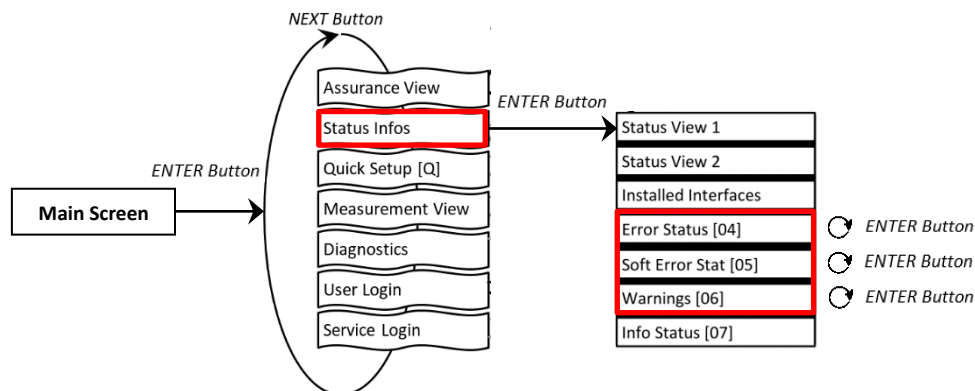 NEXT Button
Assurance View
ENTER Button
Status Infos
Status View 1
Status View 2
ENTER Button
Quick Setup [Q]
Installed Interfaces
Main Screen
Measurement View
Error Status [04]
ENTER Button
Diagnostics
Soft Error Stat [05]
ENTER Button
User Login
Warnings [06]
ENTER Button
Service Login
Info Status [07]